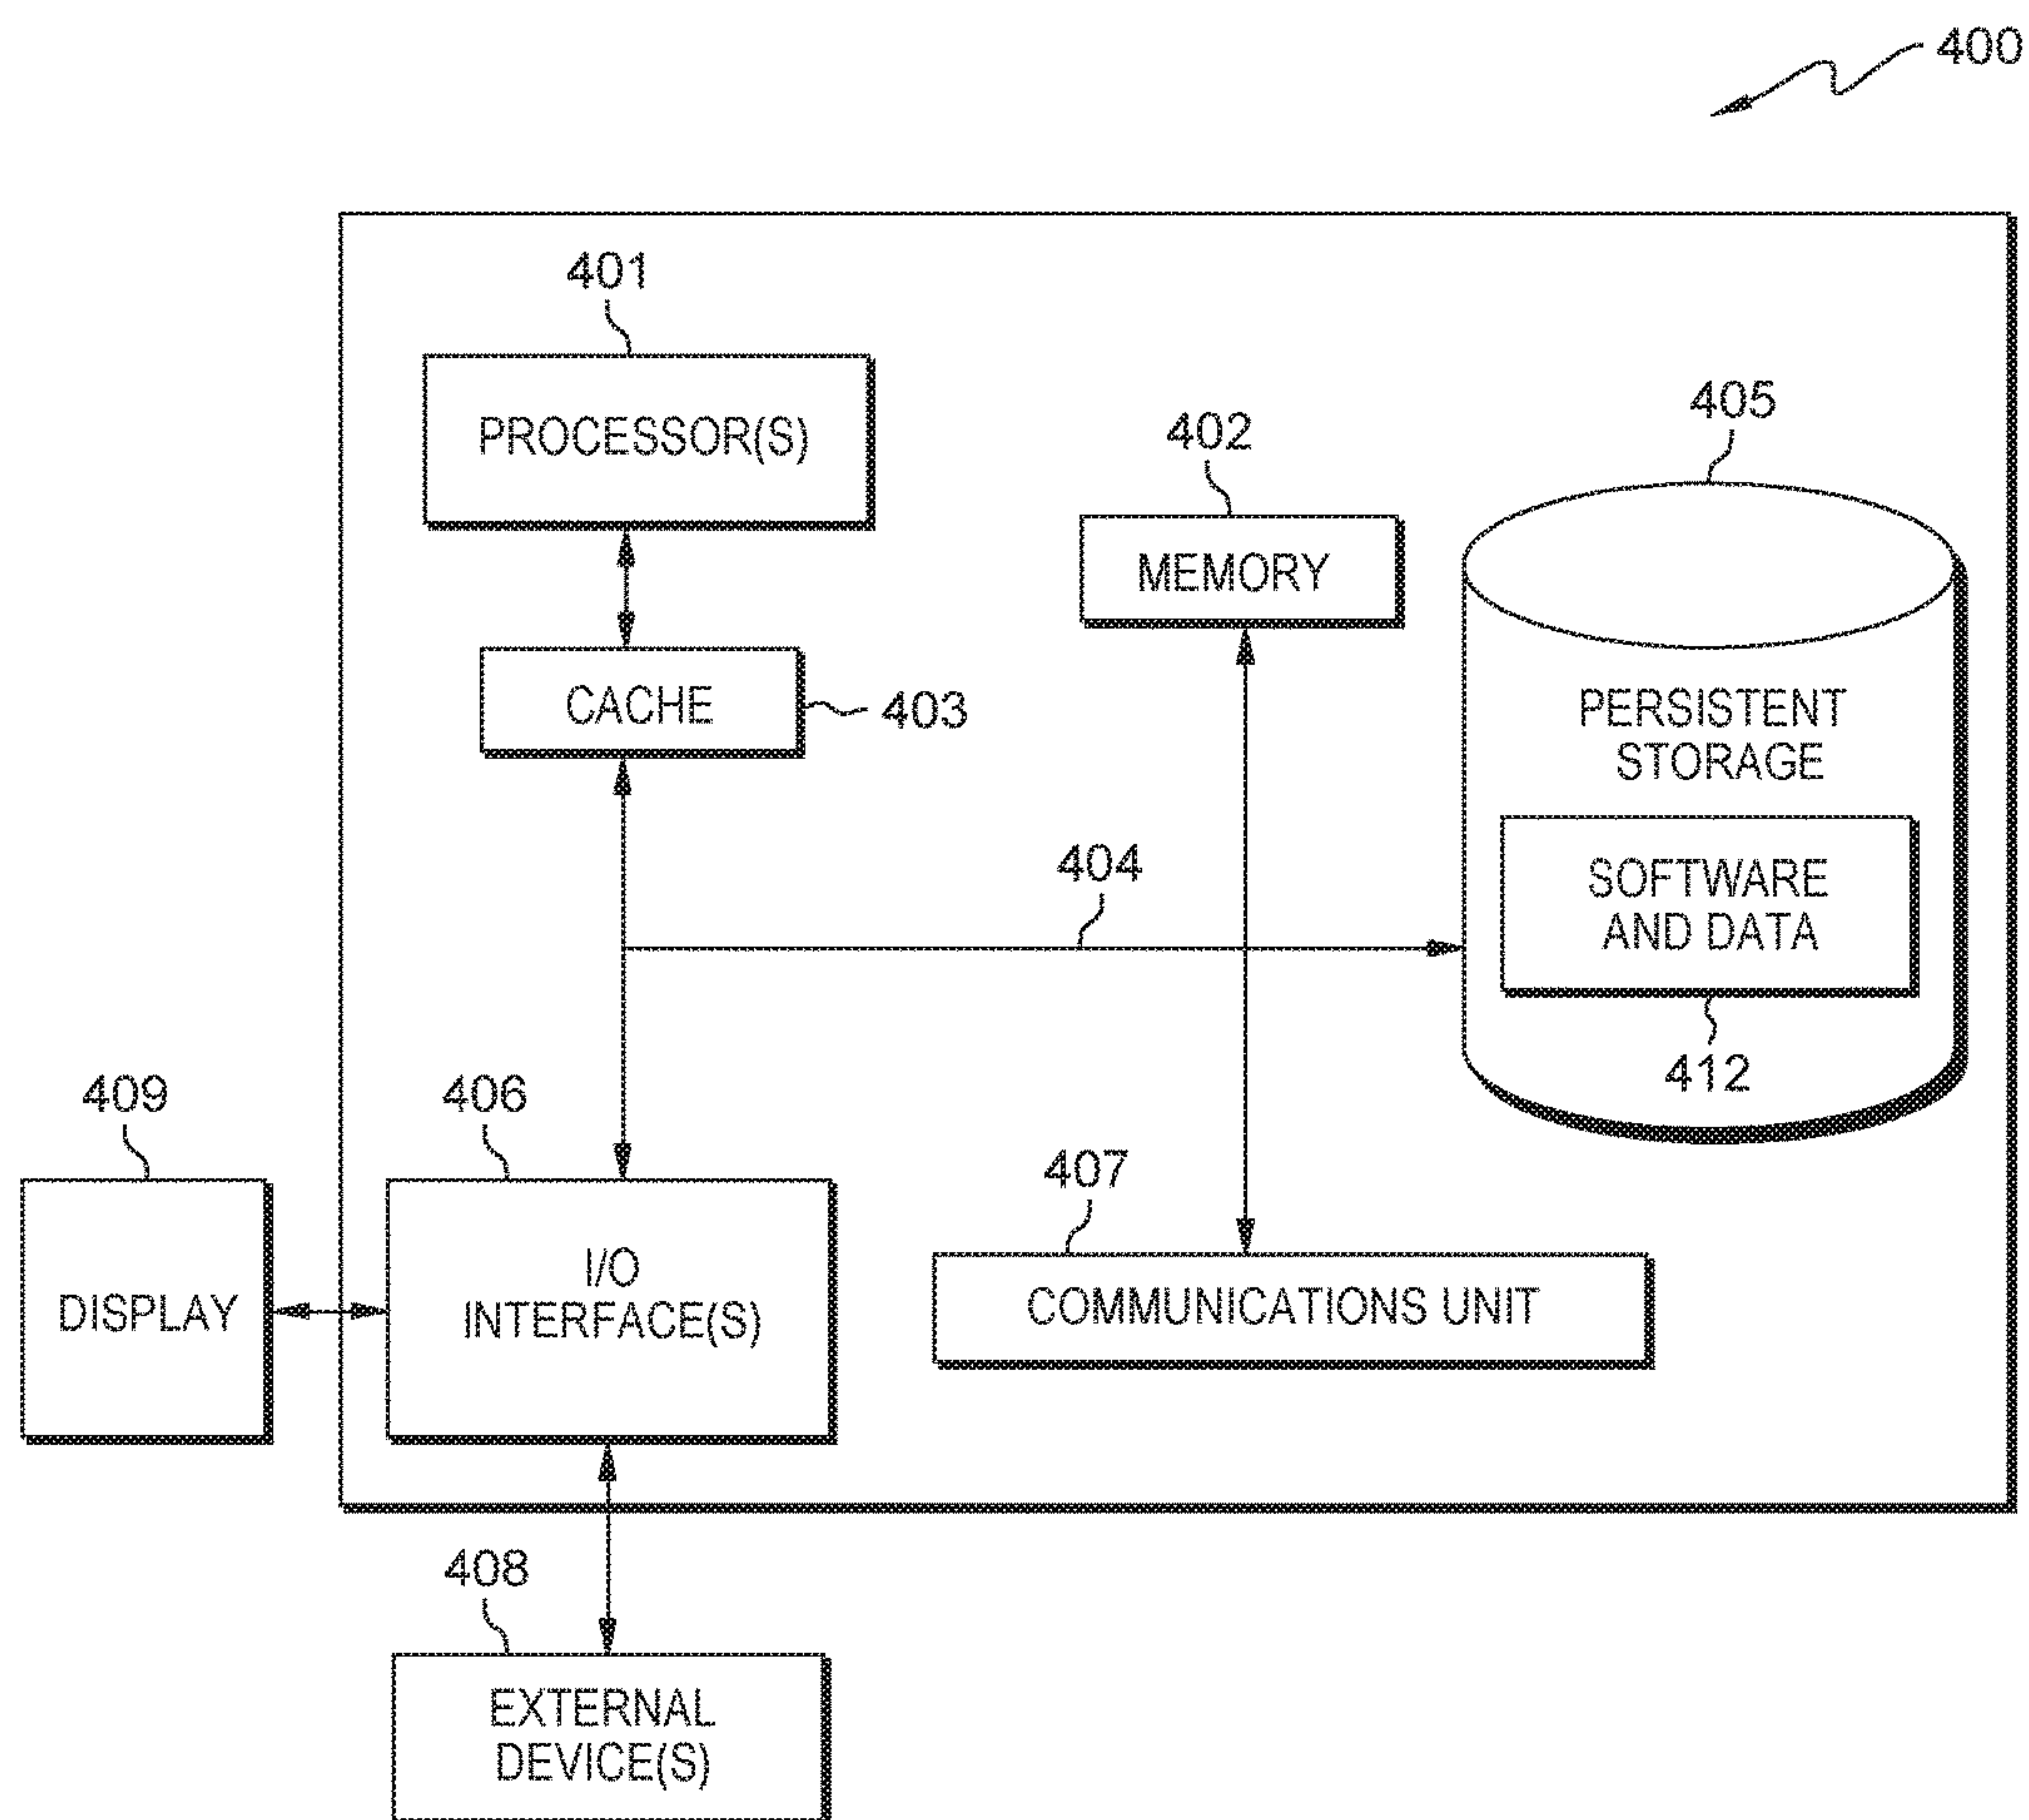 400
401
PROCESSOR(S)
405
402
MEMORY
CACHE
403
PERSISTENT
STORAGE
404
SOFTWARE
AND DATA
412
409
406
407
DISPLAY
I/O
INTERFACE(S)
COMMUNICATIONS UNIT
408
EXTERNAL
DEVICE(S)